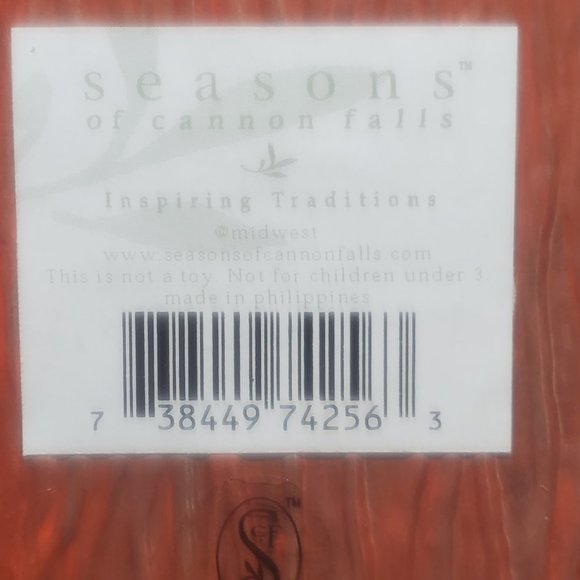 seasons™
of cannon falls
Inspiring Traditions
©midwest
www.seasonsofcannonfalls.com
This is not a toy. Not for children under 3
made in philippines
7 38449 74256 3
™